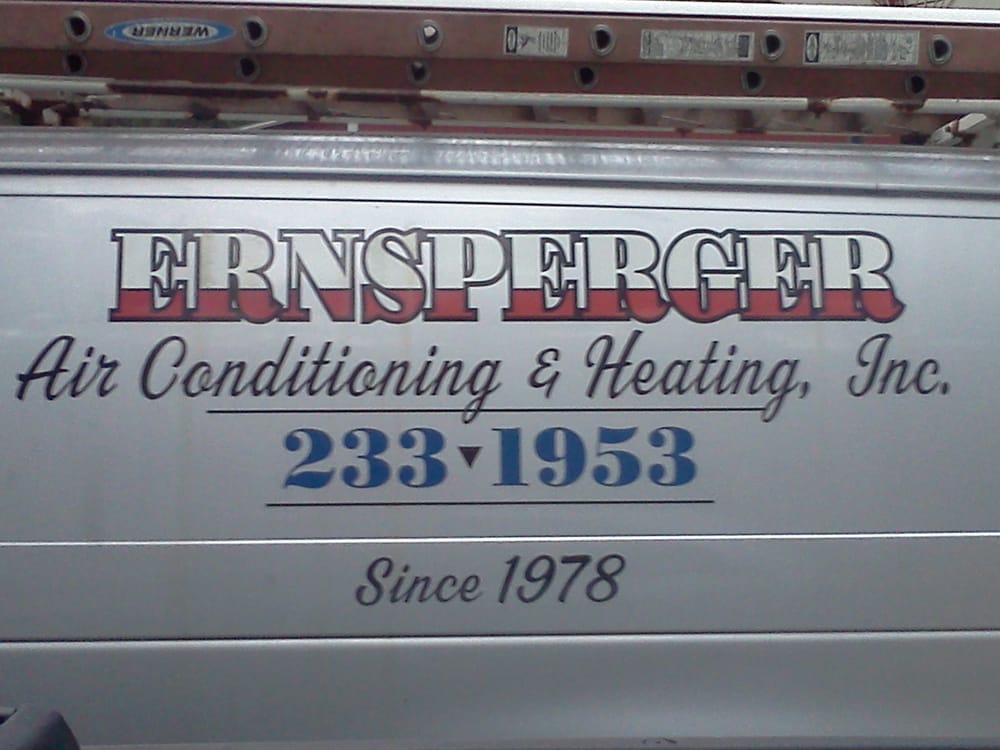 WERNER
ERNSPERGER
Air Conditioning & Heating, Inc.
233▼1953
Since 1978